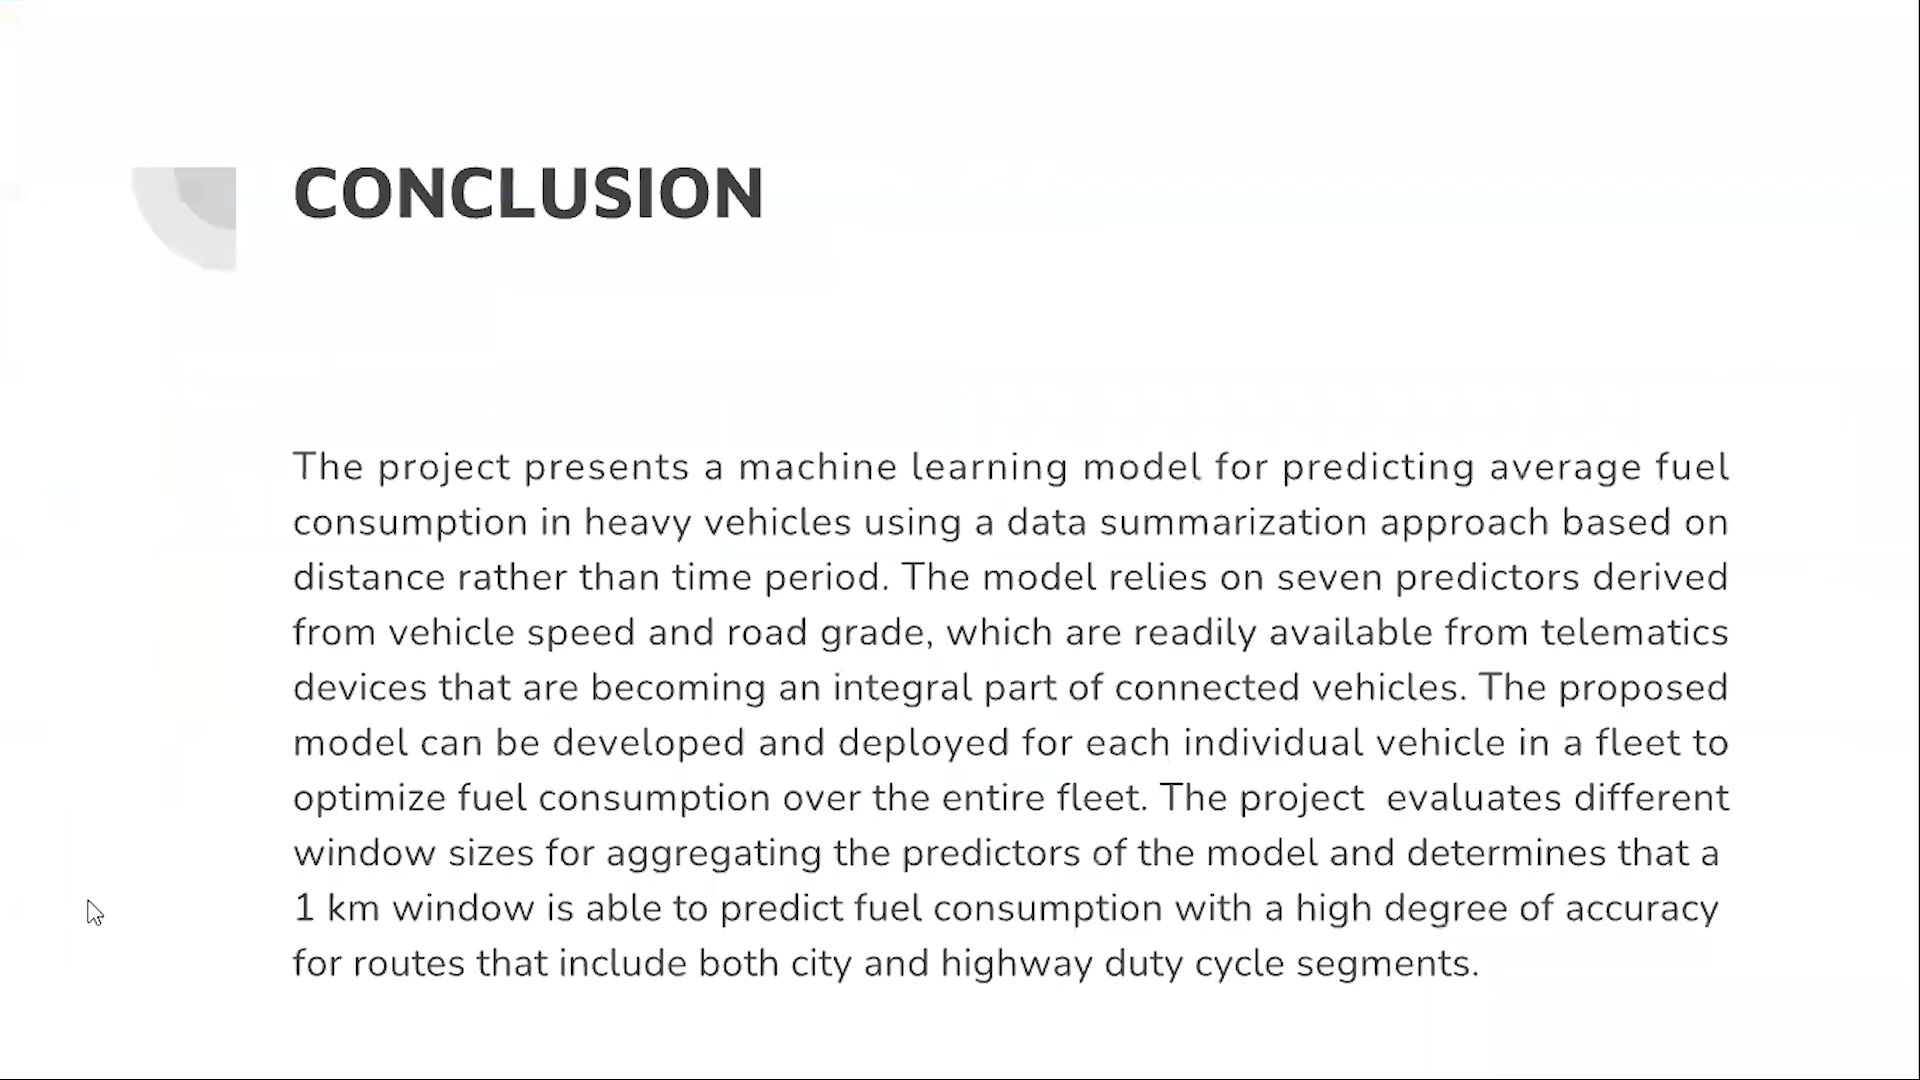 CONCLUSION
The project presents a machine learning model for predicting average fuel
consumption in heavy vehicles using a data summarization approach based on
distance rather than time period. The model relies on seven predictors derived
from vehicle speed and road grade, which are readily available from telematics
devices that are becoming an integral part of connected vehicles. The proposed
model can be developed and deployed for each individual vehicle in a fleet to
optimize fuel consumption over the entire fleet. The project  evaluates different
window sizes for aggregating the predictors of the model and determines that a
1 km window is able to predict fuel consumption with a high degree of accuracy
for routes that include both city and highway duty cycle segments.